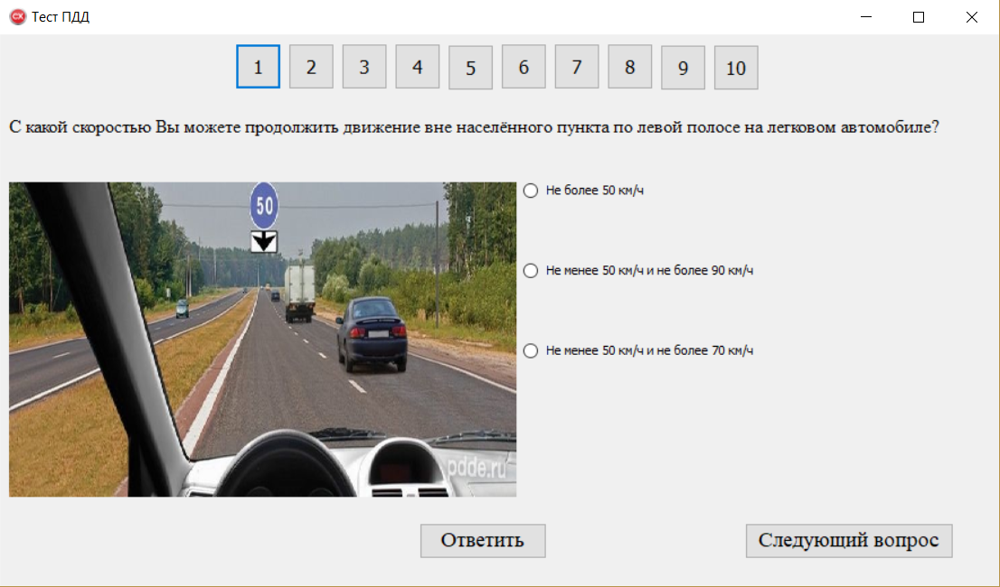 Тест ПДД
1 2 3 4 5 6 7 8 9 10
С какой скоростью Вы можете продолжить движение вне населённого пункта по левой полосе на легковом автомобиле?
50
Не более 50 км/ч
Не менее 50 км/ч и не более 90 км/ч
Не менее 50 км/ч и не более 70 км/ч
pdde.ru
Ответить
Следующий вопрос